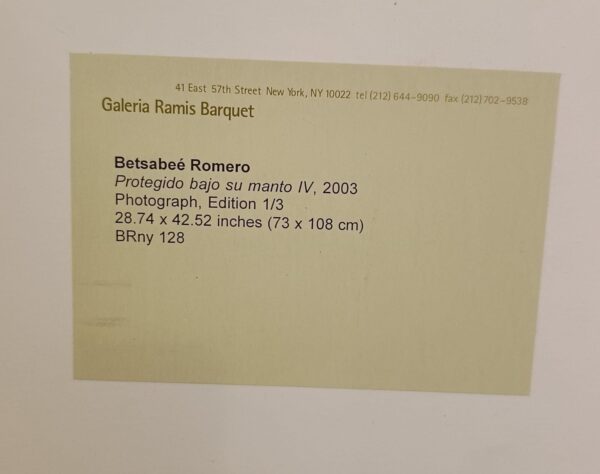 41 East 57th Street New York, NY 10022 tel (212) 644-9090 fax (212) 702-9538
Galeria Ramis Barquet
Betsabeé Romero
Protegido bajo su manto IV, 2003
Photograph, Edition 1/3
28.74 x 42.52 inches (73 x 108 cm)
BRny 128